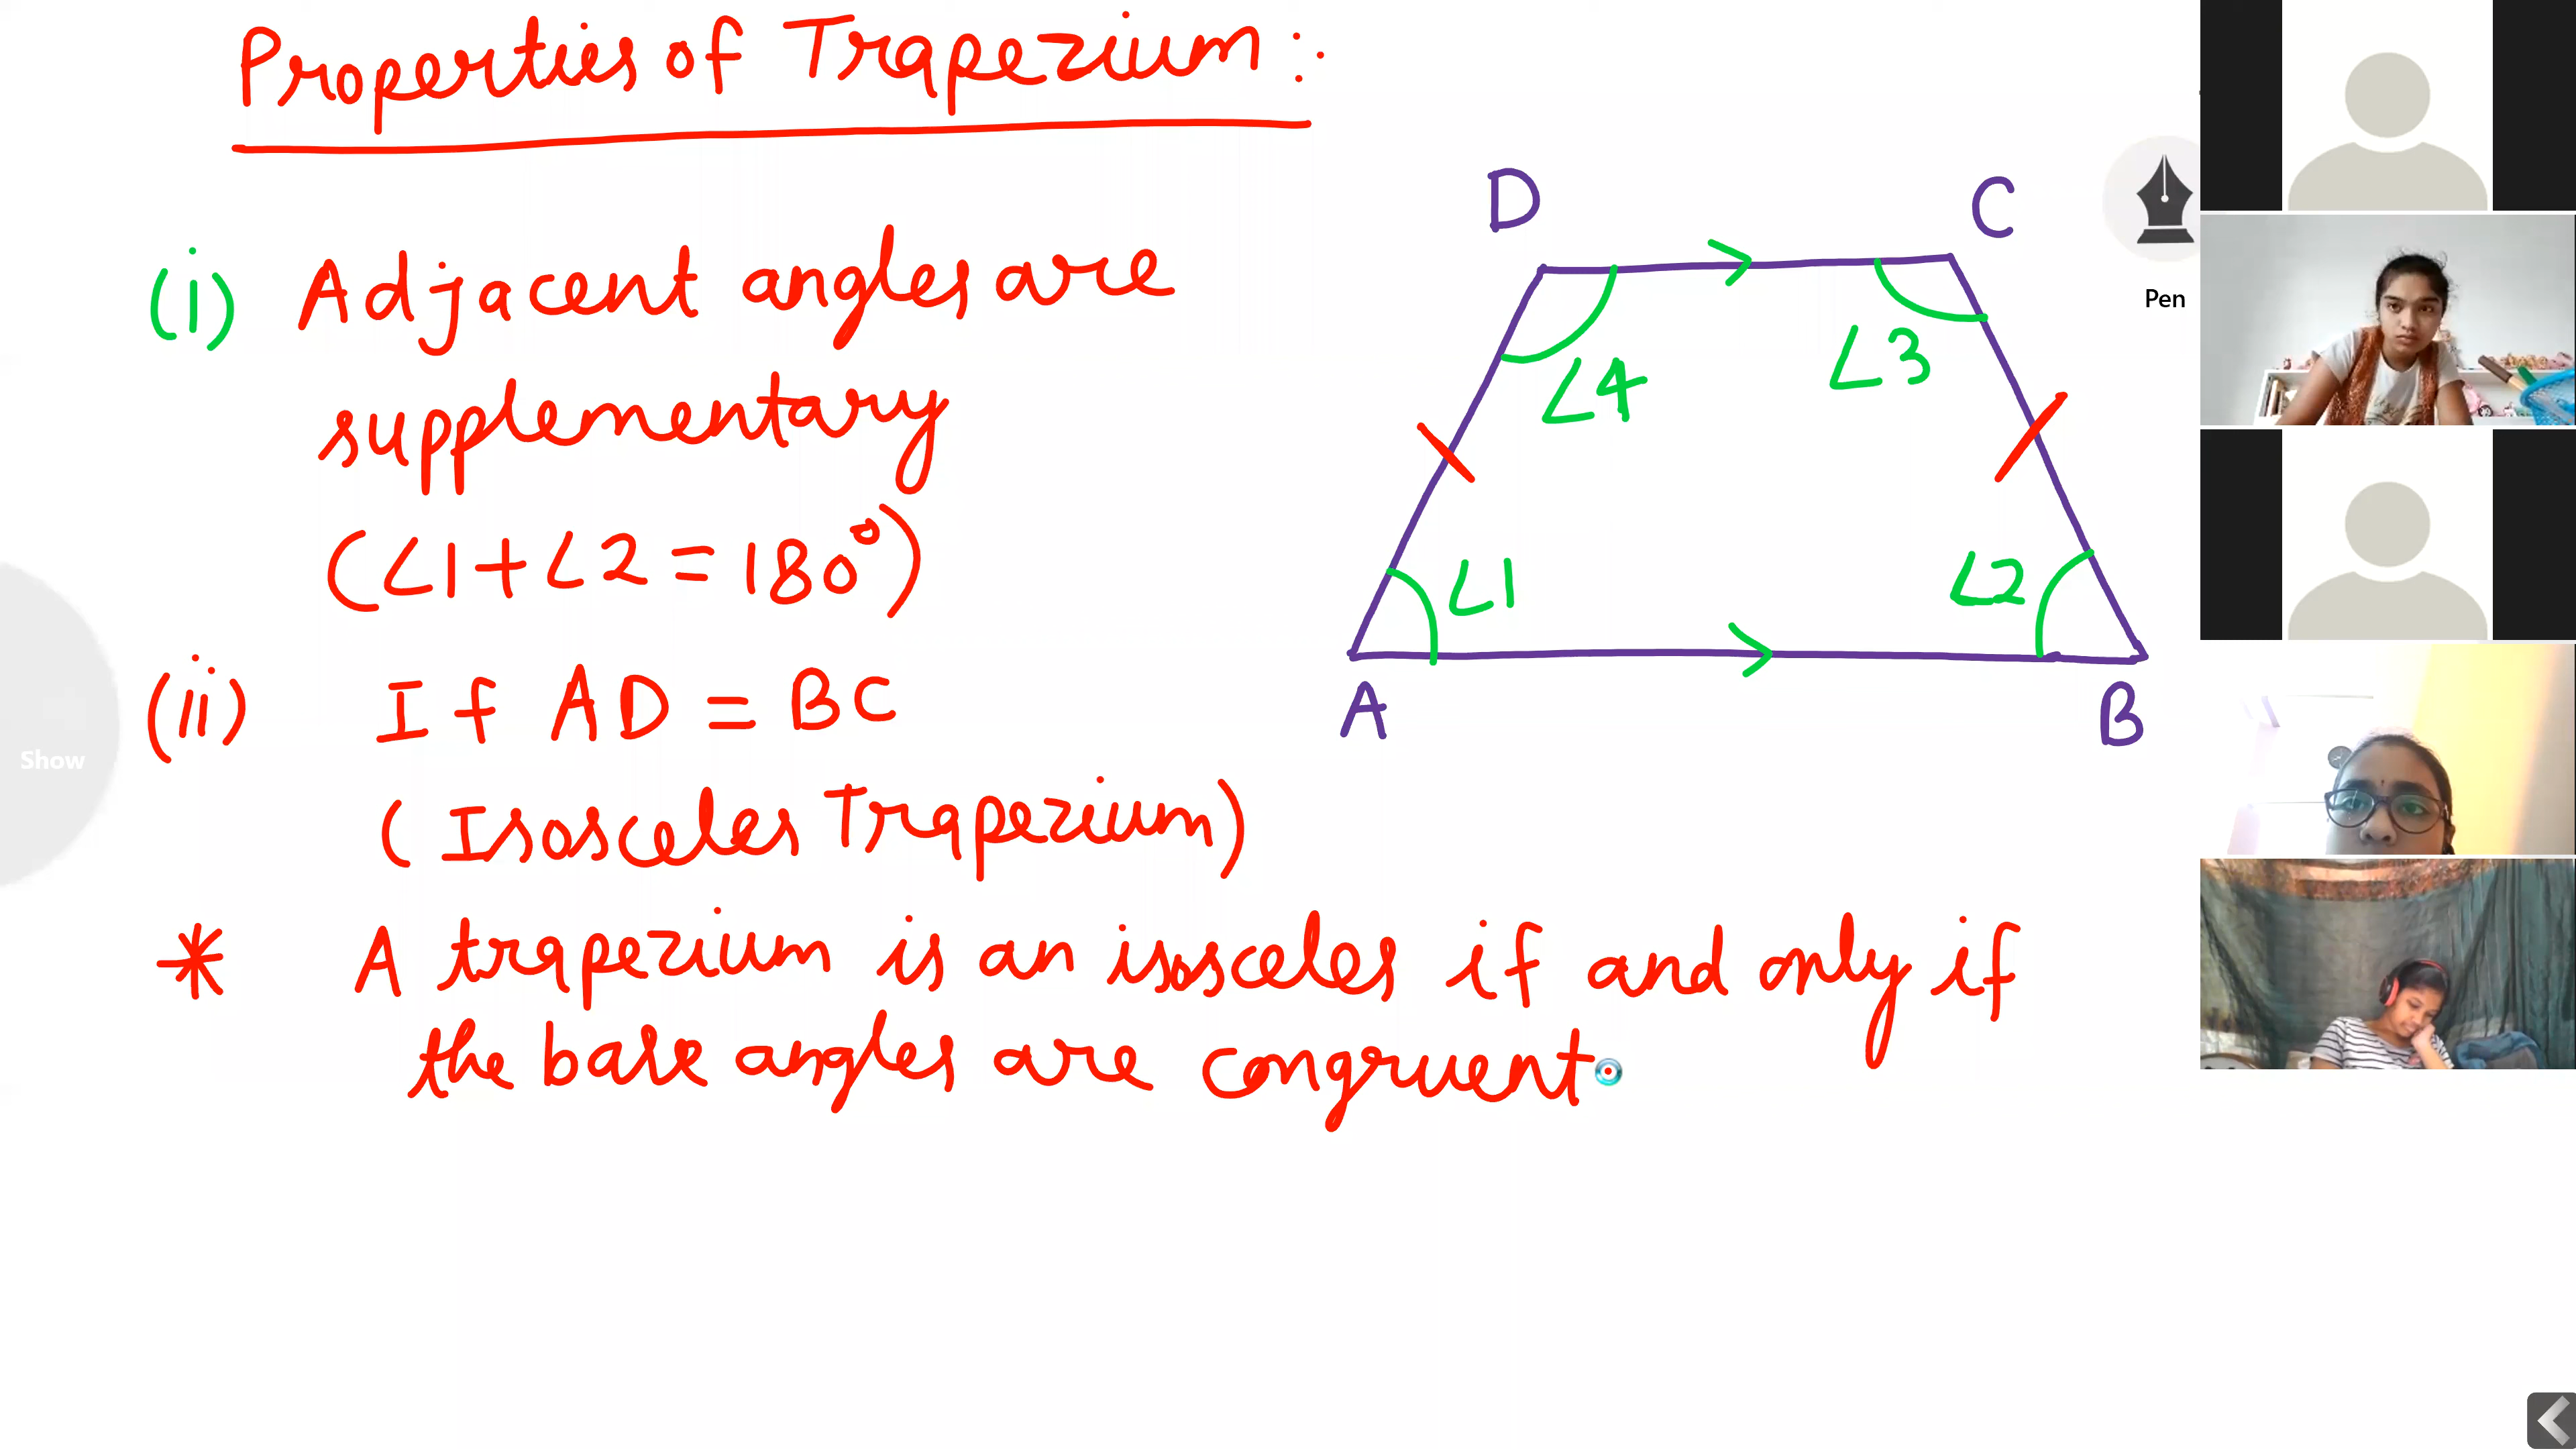 Properties of Trapezium :-
(i) Adjacent angles are
supplementary
(∠1+∠2=180°)
(ii) If AD = BC
(Isosceles Trapezium)
* A trapezium is an isosceles if and only if
the base angles are congruent
D
C
∠4
∠3
∠1
∠2
A
B
Pen
Show